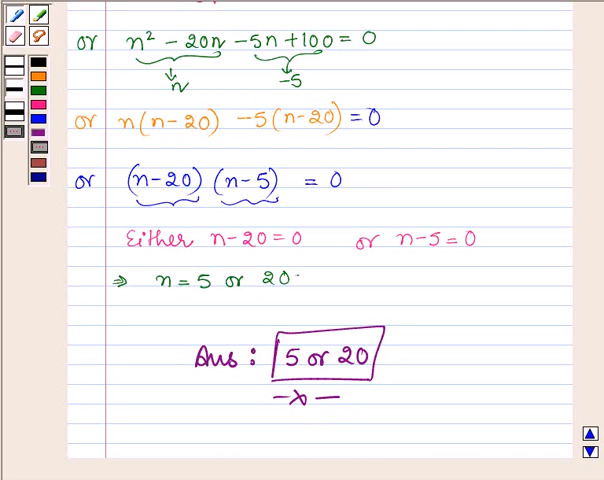 or n² - 20n - 5n + 100 = 0
n -5
or n(n-20) -5(n-20) = 0
or (n-20) (n-5) = 0
Either n-20=0 or n-5=0
⇒ n = 5 or 20.
Ans : 5 or 20
-x-